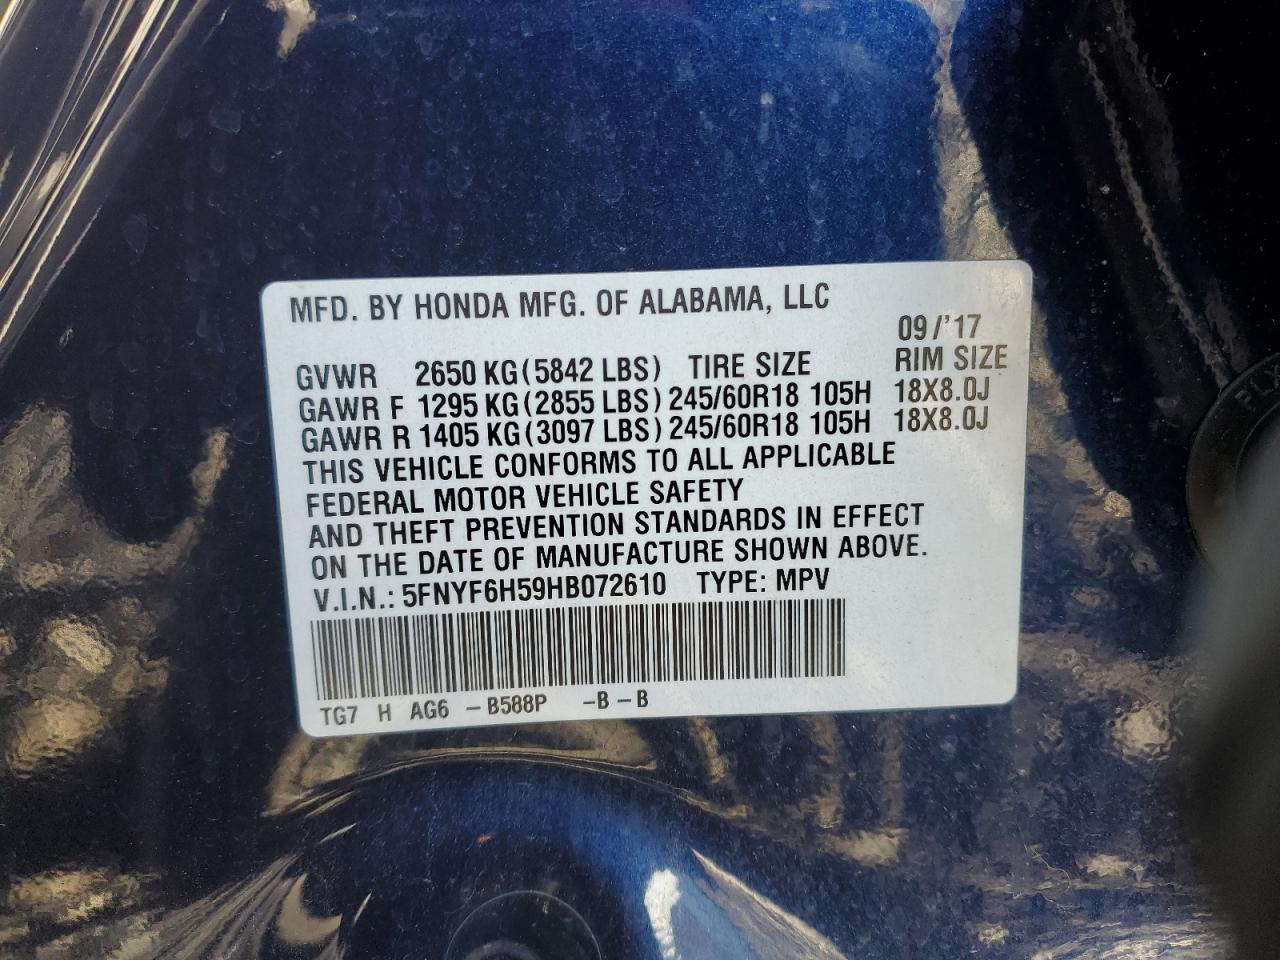 MFD. BY HONDA MFG. OF ALABAMA, LLC
09/'17
GVWR 2650 KG(5842 LBS) TIRE SIZE RIM SIZE
GAWR F 1295 KG(2855 LBS) 245/60R18 105H 18X8.0J
GAWR R 1405 KG(3097 LBS) 245/60R18 105H 18X8.0J
THIS VEHICLE CONFORMS TO ALL APPLICABLE
FEDERAL MOTOR VEHICLE SAFETY
AND THEFT PREVENTION STANDARDS IN EFFECT
ON THE DATE OF MANUFACTURE SHOWN ABOVE.
V.I.N.: 5FNYF6H59HB072610 TYPE: MPV
TG7 H AG6 -B588P -B-B